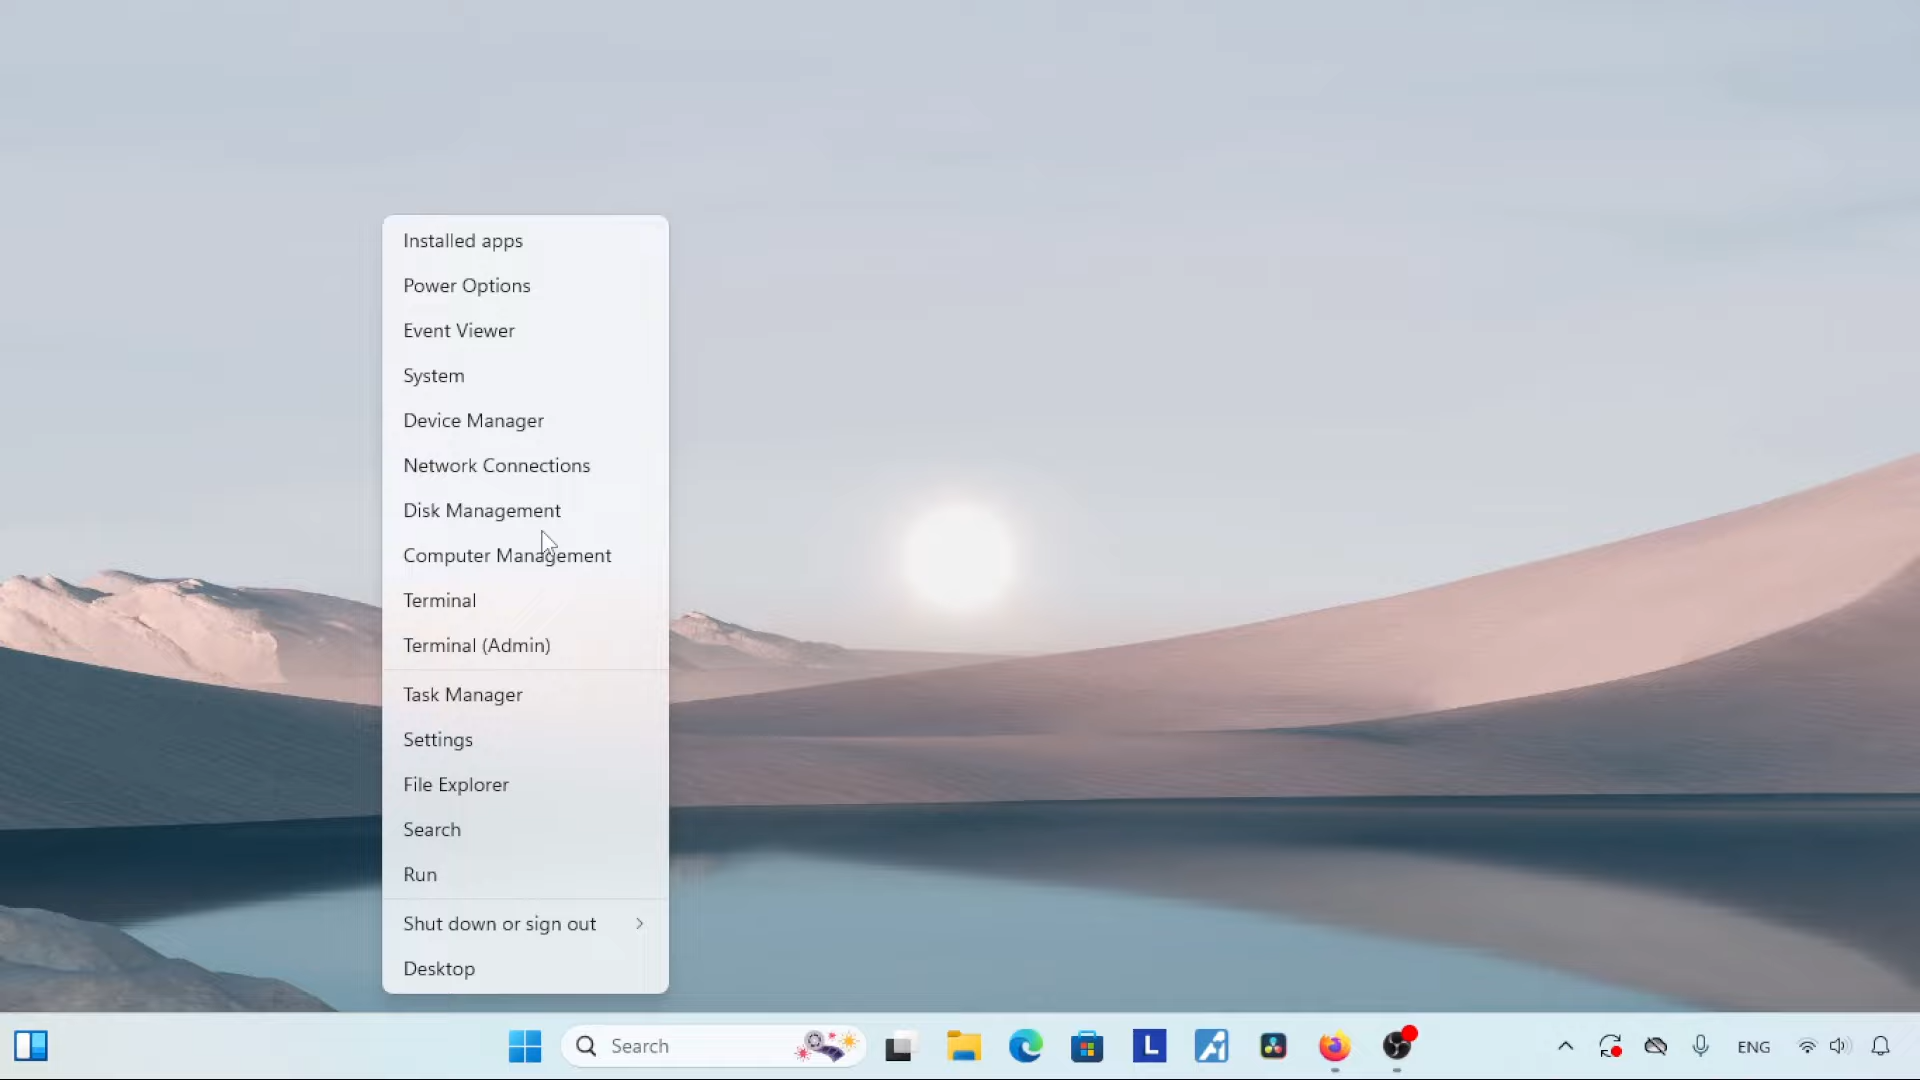 Installed apps
Power Options
Event Viewer
System
Device Manager
Network Connections
Disk Management
Computer Management
Terminal
Terminal (Admin)
Task Manager
Settings
File Explorer
Search
Run
Shut down or sign out
Desktop
Search
L
ENG